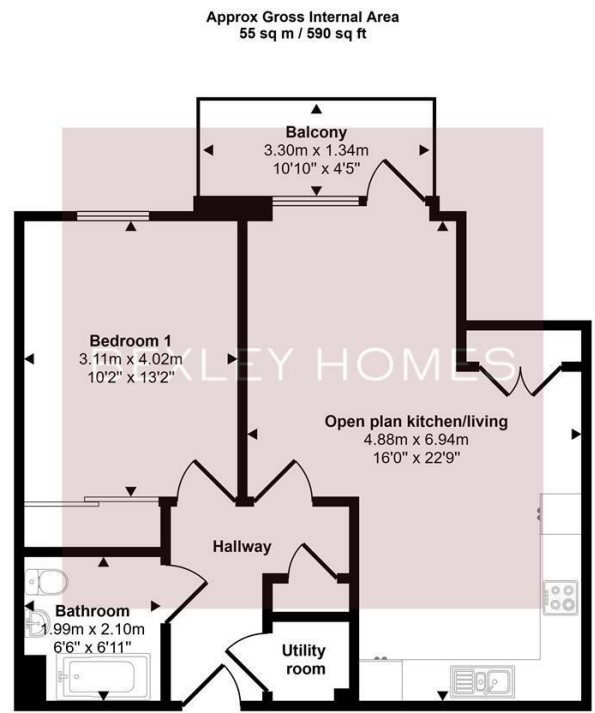 Approx Gross Internal Area
55 sq m / 590 sq ft
Balcony
3.30m x 1.34m
10'10" x 4'5"
Bedroom 1
3.11m x 4.02m
10'2" x 13'2"
BEXLEY HOMES
Open plan kitchen/living
4.88m x 6.94m
16'0" x 22'9"
Hallway
Bathroom
1.99m x 2.10m
6'6" x 6'11"
Utility
room